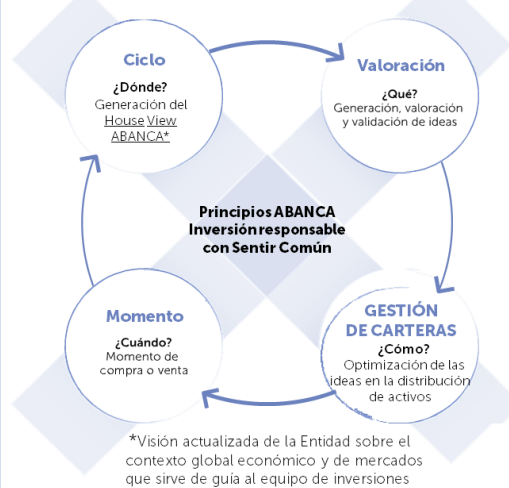 Ciclo
¿Dónde?
Generación del
House View
ABANCA*
Valoración
¿Qué?
Generación, valoración
y validación de ideas
Principios ABANCA
Inversión responsable
con Sentir Común
Momento
¿Cuándo?
Momento de
compra o venta
GESTIÓN
DE CARTERAS
¿Cómo?
Optimización de las
ideas en la distribución
de activos
*Visión actualizada de la Entidad sobre el
contexto global económico y de mercados
que sirve de guía al equipo de inversiones